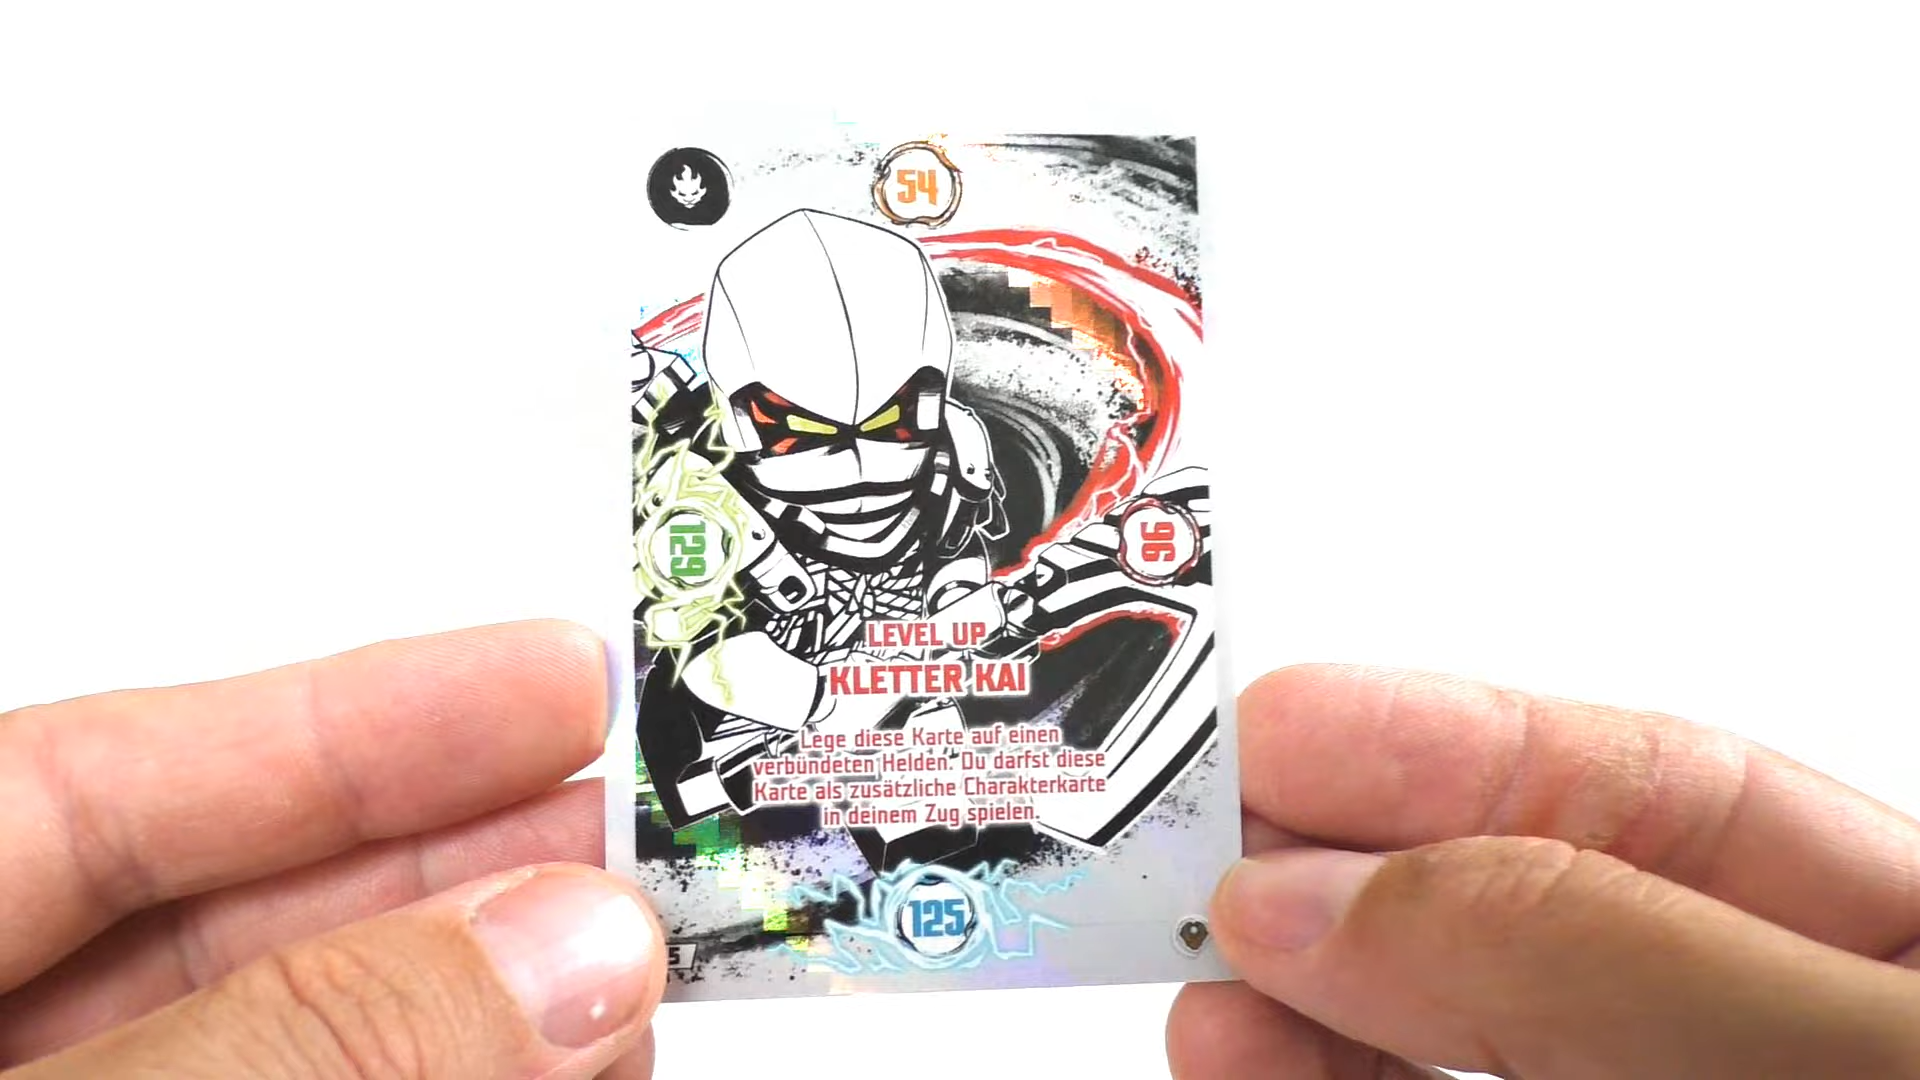 54
129
96
LEVEL UP
KLETTER KAI
Lege diese Karte auf einen
verbündeten Helden. Du darfst diese
Karte als zusätzliche Charakterkarte
in deinem Zug spielen.
125
5